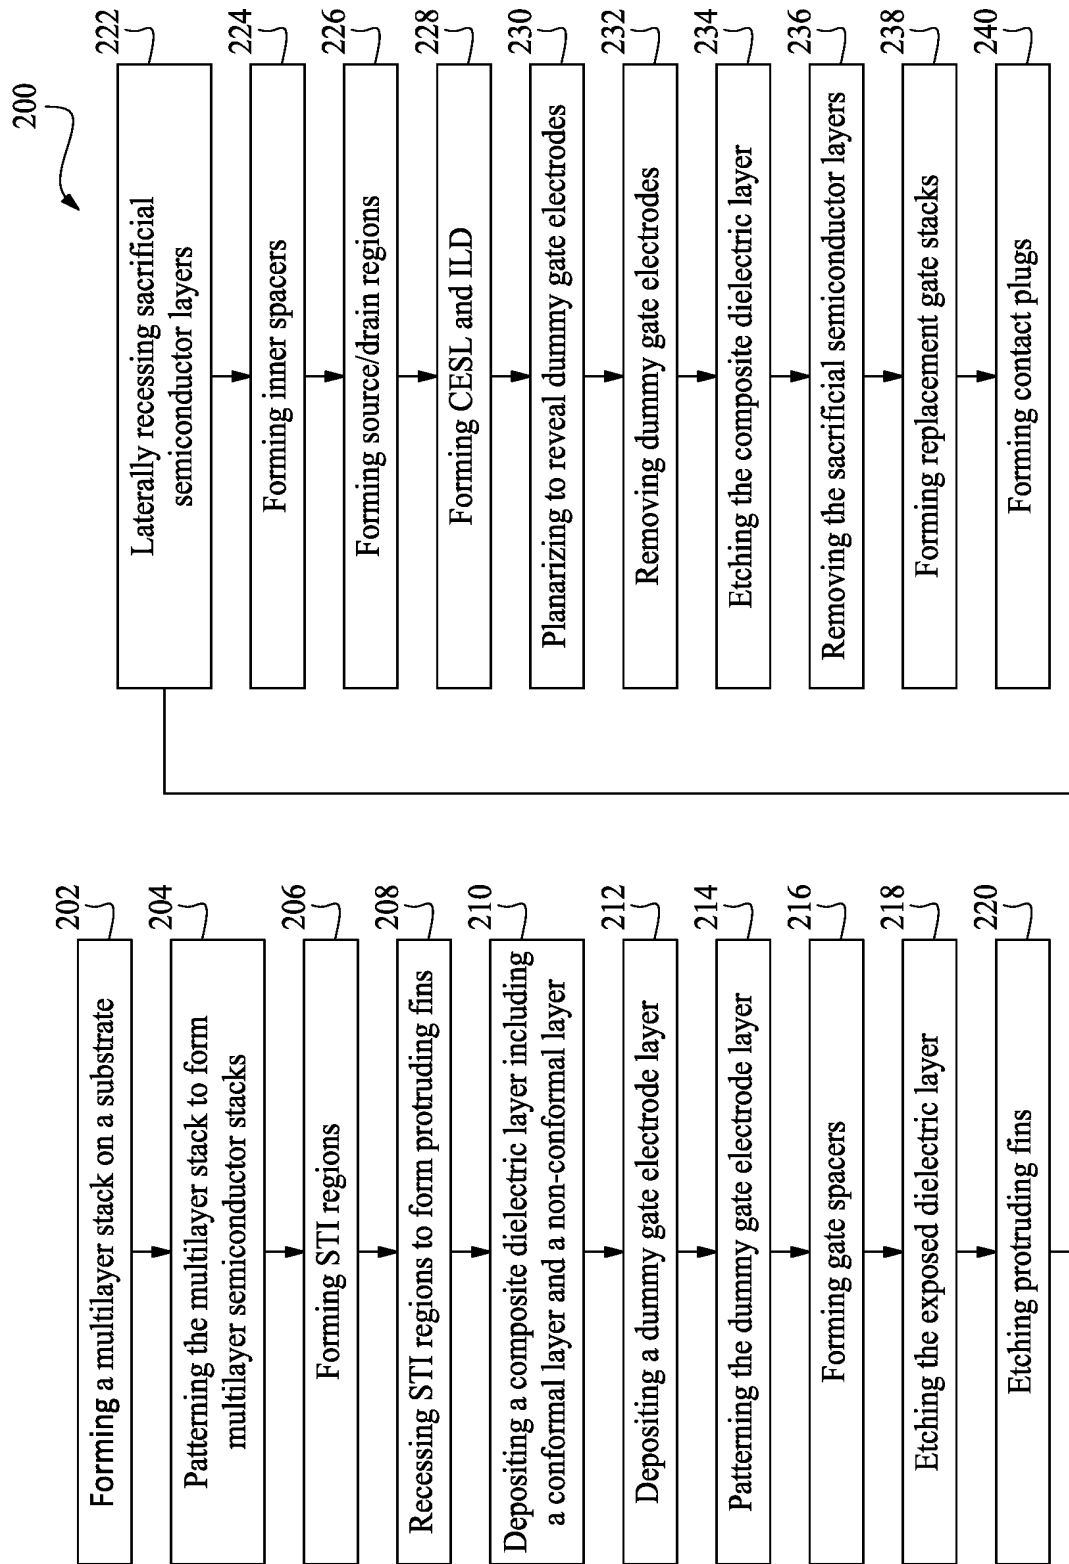 200
202
Forming a multilayer stack on a substrate
204
Patterning the multilayer stack to form
multilayer semiconductor stacks
206
Forming STI regions
208
Recessing STI regions to form protruding fins
210
Depositing a composite dielectric layer including
a conformal layer and a non-conformal layer
212
Depositing a dummy gate electrode layer
214
Patterning the dummy gate electrode layer
216
Forming gate spacers
218
Etching the exposed dielectric layer
220
Etching protruding fins
222
Laterally recessing sacrificial
semiconductor layers
224
Forming inner spacers
226
Forming source/drain regions
228
Forming CESL and ILD
230
Planarizing to reveal dummy gate electrodes
232
Removing dummy gate electrodes
234
Etching the composite dielectric layer
236
Removing the sacrificial semiconductor layers
238
Forming replacement gate stacks
240
Forming contact plugs